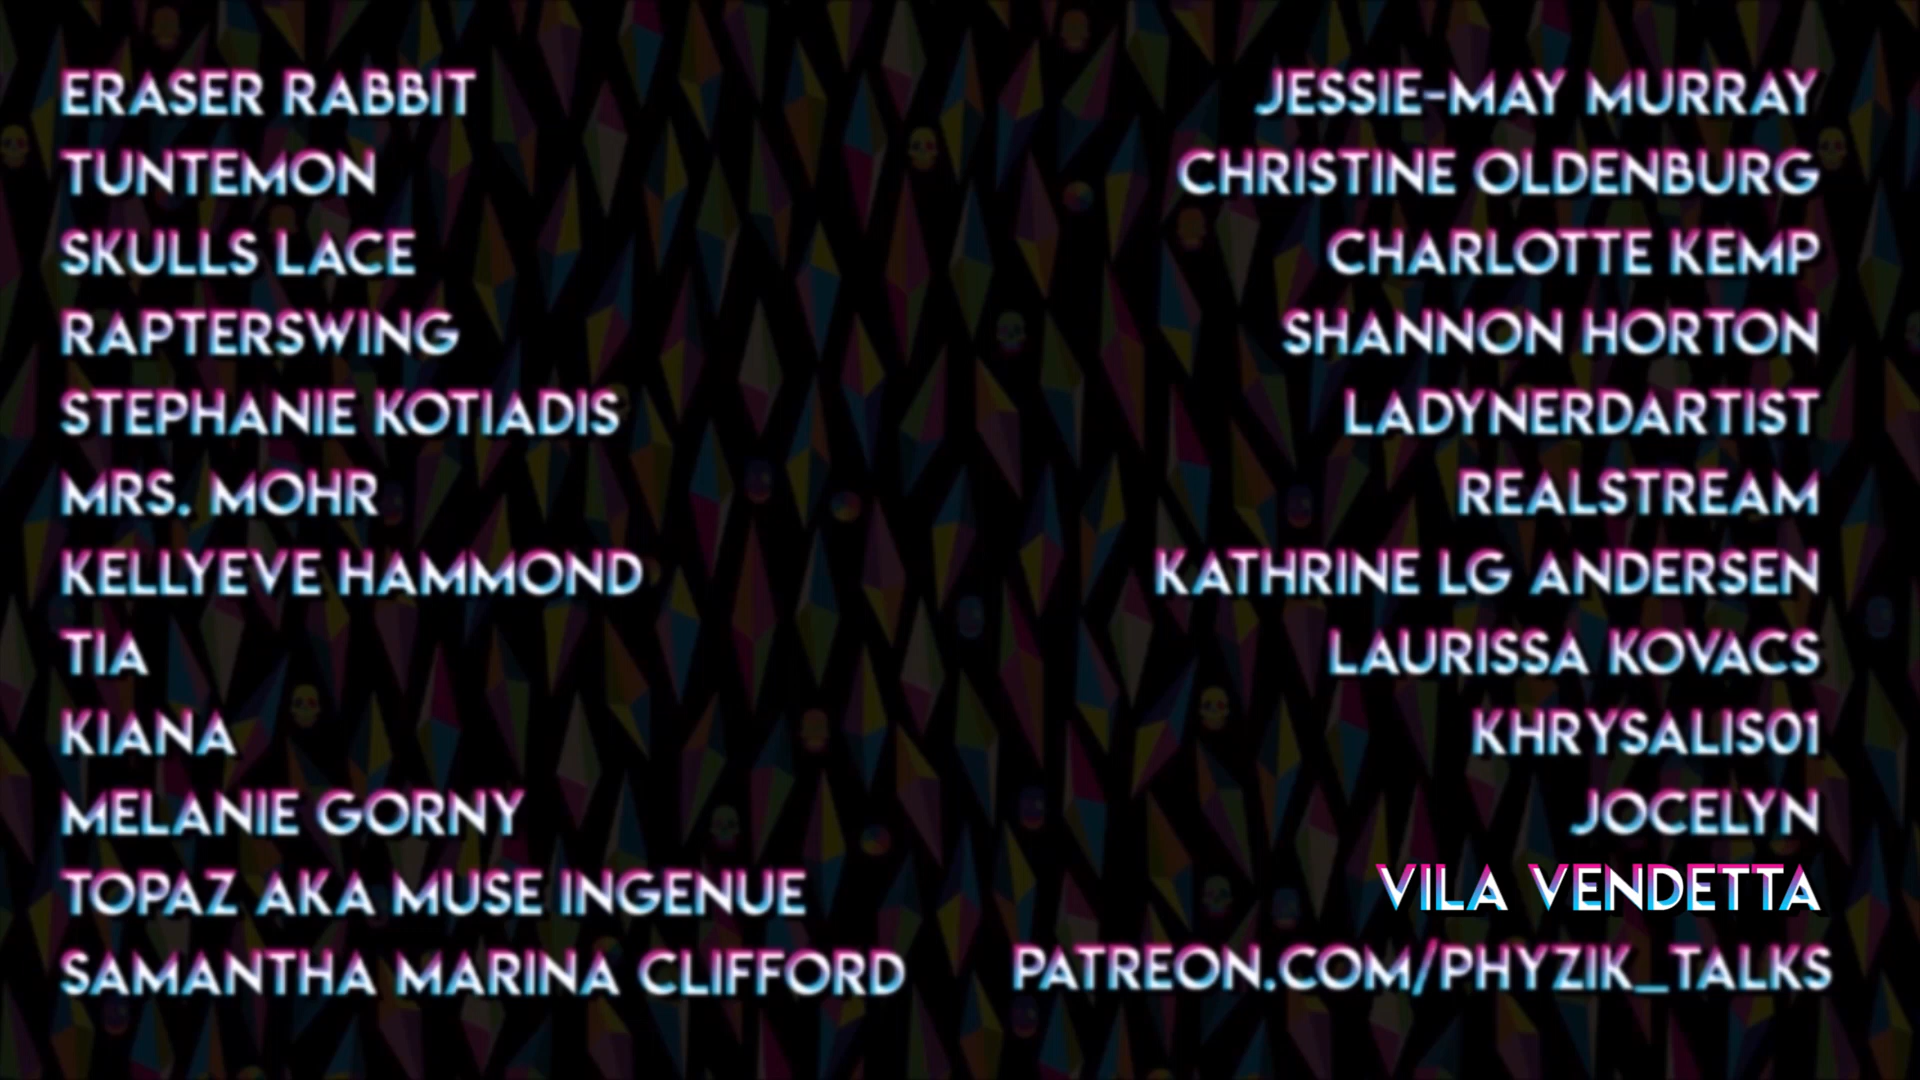 ERASER RABBIT
TUNTEMON
SKULLS LACE
RAPTERSWING
STEPHANIE KOTIADIS
MRS. MOHR
KELLYEVE HAMMOND
TIA
KIANA
MELANIE GORNY
TOPAZ AKA MUSE INGENUE
SAMANTHA MARINA CLIFFORD
JESSIE-MAY MURRAY
CHRISTINE OLDENBURG
CHARLOTTE KEMP
SHANNON HORTON
LADYNERDARTIST
REALSTREAM
KATHRINE LG ANDERSEN
LAURISSA KOVACS
KHRYSALIS01
JOCELYN
VILA VENDETTA
PATREON.COM/PHYZIK_TALKS